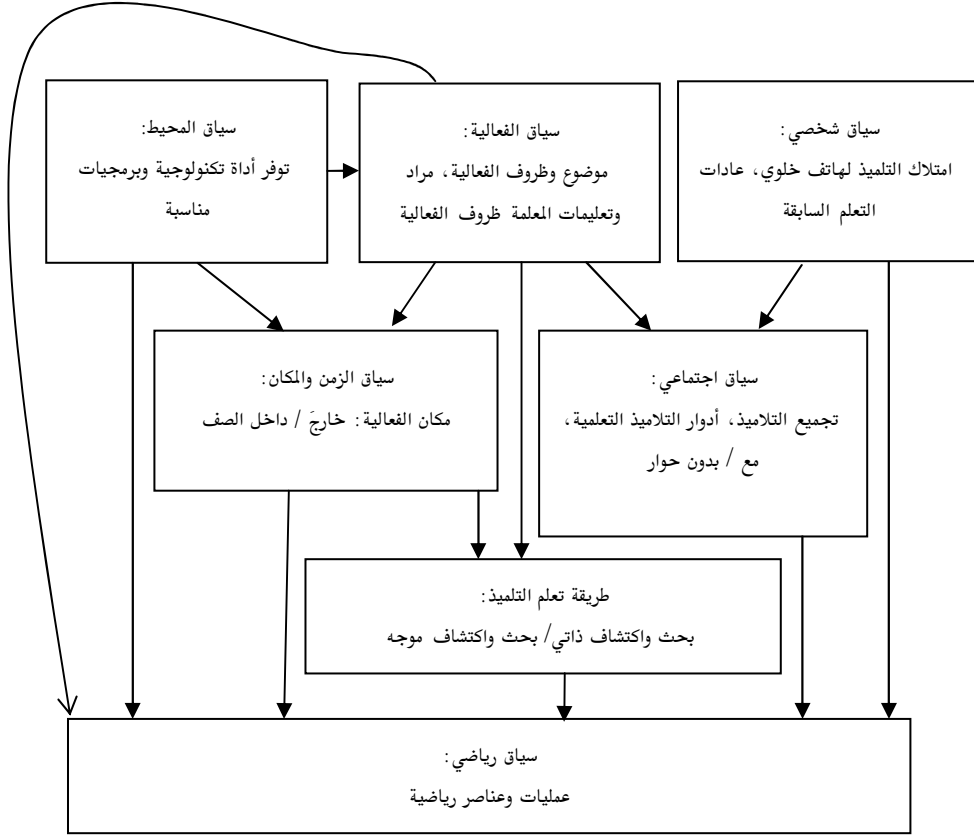 سياق شخصي:
امتلاك التلميذ لهاتف خلوي، عادات
التعلم السابقة
سياق الفعالية:
موضوع وظروف الفعالية، مراد
وتعليمات المعلمة ظروف الفعالية
سياق المحيط:
توفر أداة تكنولوجية وبرمجيات
مناسبة
سياق اجتماعي:
تجميع التلاميذ، أدوار التلاميذ التعلمية،
مع / بدون حوار
سياق الزمن والمكان:
مكان الفعالية: خارجَ / داخل الصف
طريقة تعلم التلميذ:
بحث واكتشاف ذاتي/ بحث واكتشاف موجه
سياق رياضي:
عمليات وعناصر رياضية